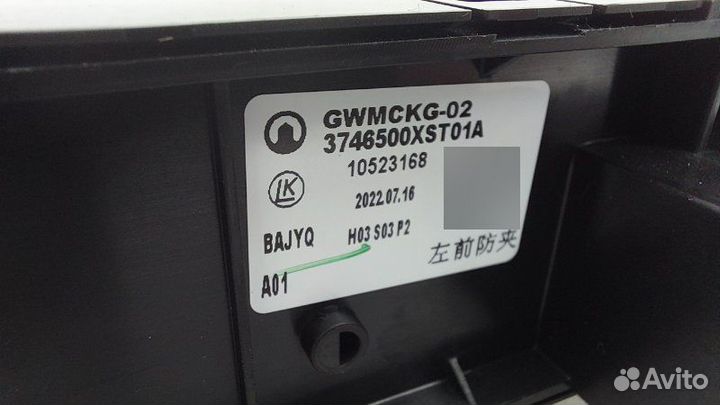 GWMCKG-02
3746500XST01A
10523168
LK
2022.07.16
BAJYQ H03 S03 P2
A01 左前防夹
Avito